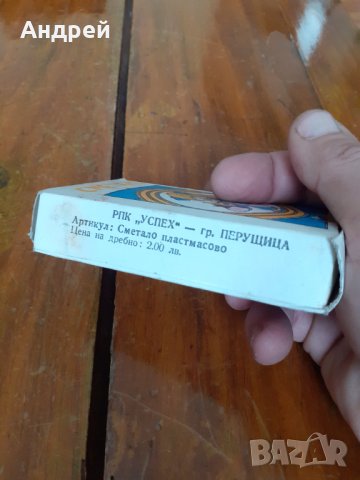 Андрей
РПК „УСПЕХ“ — гр. ПЕРУЩИЦА
Артикул: Сметало пластмасово
Цена на дребно: 2,00 лв.
BAZAR